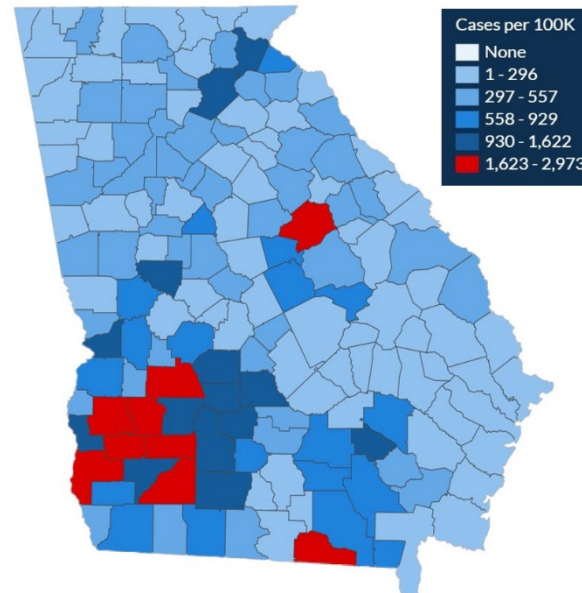 Cases per 100K
None
1 - 296
297 - 557
558 - 929
930 - 1,622
1,623 - 2,973